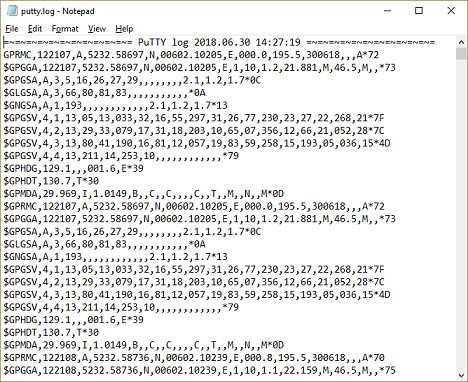 putty.log - Notepad
File Edit Format View Help
=~=~=~=~=~=~=~=~=~=~=~= PuTTY log 2018.06.30 14:27:19 =~=~=~=~=~=~=~=~=~=~=~=
GPRMC,122107,A,5232.58697,N,00602.10205,E,000.0,195.5,300618,,,A*72
$GPGGA,122107,5232.58697,N,00602.10205,E,1,10,1.2,21.881,M,46.5,M,,*73
$GPGSA,A,3,5,16,26,27,29,,,,,,,,2.1,1.2,1.7*0C
$GLGSA,A,3,66,80,81,83,,,,,,,,,,,*0A
$GNGSA,A,1,193,,,,,,,,,,,,2.1,1.2,1.7*13
$GPGSV,4,1,13,05,13,033,32,16,55,297,31,26,77,230,23,27,22,268,21*7F
$GPGSV,4,2,13,29,33,079,17,31,18,203,10,65,07,356,12,66,21,052,28*7C
$GPGSV,4,3,13,80,41,190,16,81,12,057,19,83,59,258,15,193,05,036,15*4D
$GPGSV,4,4,13,211,14,253,10,,,,,,,,,,,,*79
$GPHDG,129.1,,,001.6,E*39
$GPHDT,130.7,T*30
$GPMDA,29.969,I,1.0149,B,,C,,C,,,,C,,T,,M,,N,,M*0D
$GPRMC,122107,A,5232.58697,N,00602.10205,E,000.0,195.5,300618,,,A*72
$GPGGA,122107,5232.58697,N,00602.10205,E,1,10,1.2,21.881,M,46.5,M,,*73
$GPGSA,A,3,5,16,26,27,29,,,,,,,,2.1,1.2,1.7*0C
$GLGSA,A,3,66,80,81,83,,,,,,,,,,,*0A
$GNGSA,A,1,193,,,,,,,,,,,,2.1,1.2,1.7*13
$GPGSV,4,1,13,05,13,033,32,16,55,297,31,26,77,230,23,27,22,268,21*7F
$GPGSV,4,2,13,29,33,079,17,31,18,203,10,65,07,356,12,66,21,052,28*7C
$GPGSV,4,3,13,80,41,190,16,81,12,057,19,83,59,258,15,193,05,036,15*4D
$GPGSV,4,4,13,211,14,253,10,,,,,,,,,,,,*79
$GPHDG,129.1,,,001.6,E*39
$GPHDT,130.7,T*30
$GPMDA,29.969,I,1.0149,B,,C,,C,,,,C,,T,,M,,N,,M*0D
$GPRMC,122108,A,5232.58736,N,00602.10239,E,000.8,195.5,300618,,,A*70
$GPGGA,122108,5232.58736,N,00602.10239,E,1,10,1.1,22.159,M,46.5,M,,*75